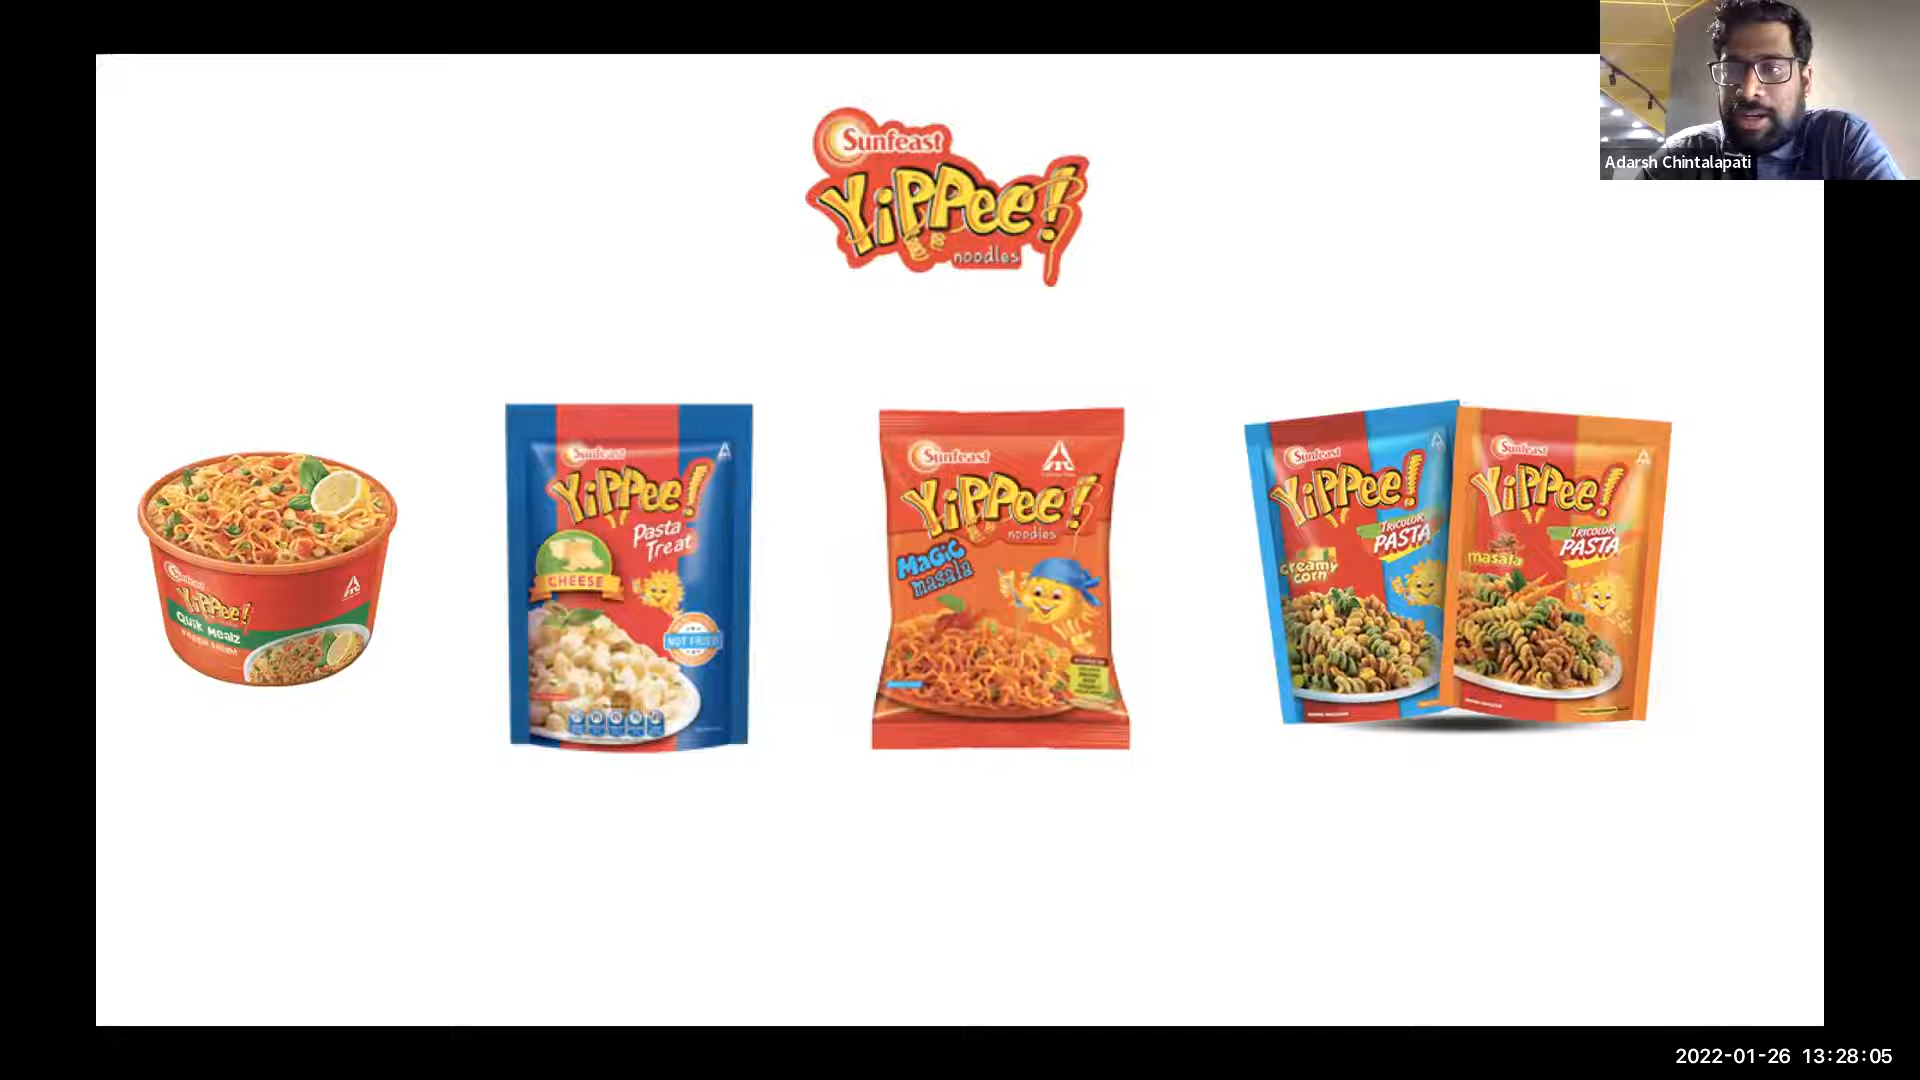 Adarsh Chintalapati
Sunfeast
YiPPee!
noodles
Sunfeast
YiPPee!
QUiK MealZ
Sunfeast
YiPPee!
Pasta
Treat
CHEESE
NOT FRIED
Sunfeast
YiPPee!
noodles
MaGiC
masala
Sunfeast
YiPPee!
TRICOLOR
PASTA
creamy
corn
Sunfeast
YiPPee!
TRICOLOR
PASTA
masala
2022-01-26 13:28:05